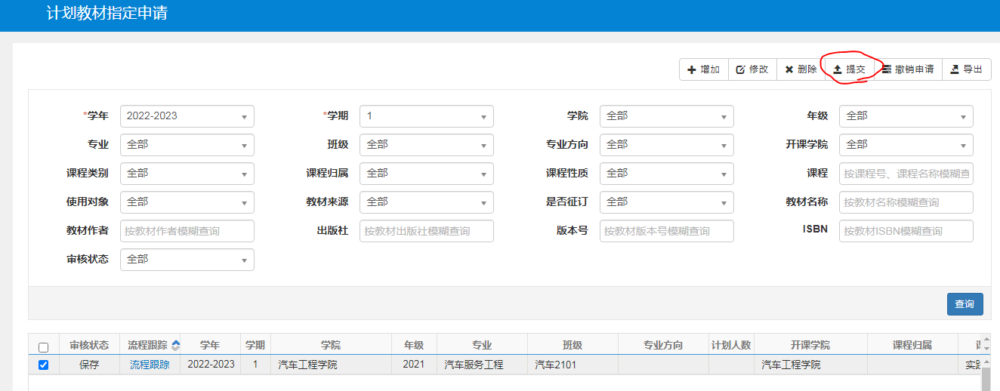 计划教材指定申请
增加 修改 删除 提交 撤销申请 导出
*学年 2022-2023 *学期 1 学院 全部 年级 全部
专业 全部 班级 全部 专业方向 全部 开课学院 全部
课程类别 全部 课程归属 全部 课程性质 全部 课程 按课程号、课程名称模糊查
使用对象 全部 教材来源 全部 是否征订 全部 教材名称 按教材名称模糊查询
教材作者 按教材作者模糊查询 出版社 按教材出版社模糊查询 版本号 按教材版本号模糊查询 ISBN 按教材ISBN模糊查询
审核状态 全部
查询
审核状态 流程跟踪 学年 学期 学院 年级 专业 班级 专业方向 计划人数 开课学院 课程归属
保存 流程跟踪 2022-2023 1 汽车工程学院 2021 汽车服务工程 汽车2101 汽车工程学院 实践